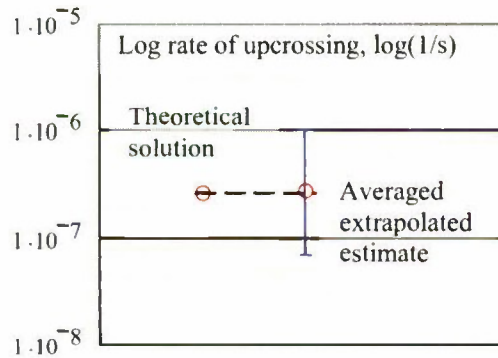 1·10⁻⁵
Log rate of upcrossing, log(1/s)
1·10⁻⁶
Theoretical
solution
Averaged
extrapolated
estimate
1·10⁻⁷
1·10⁻⁸